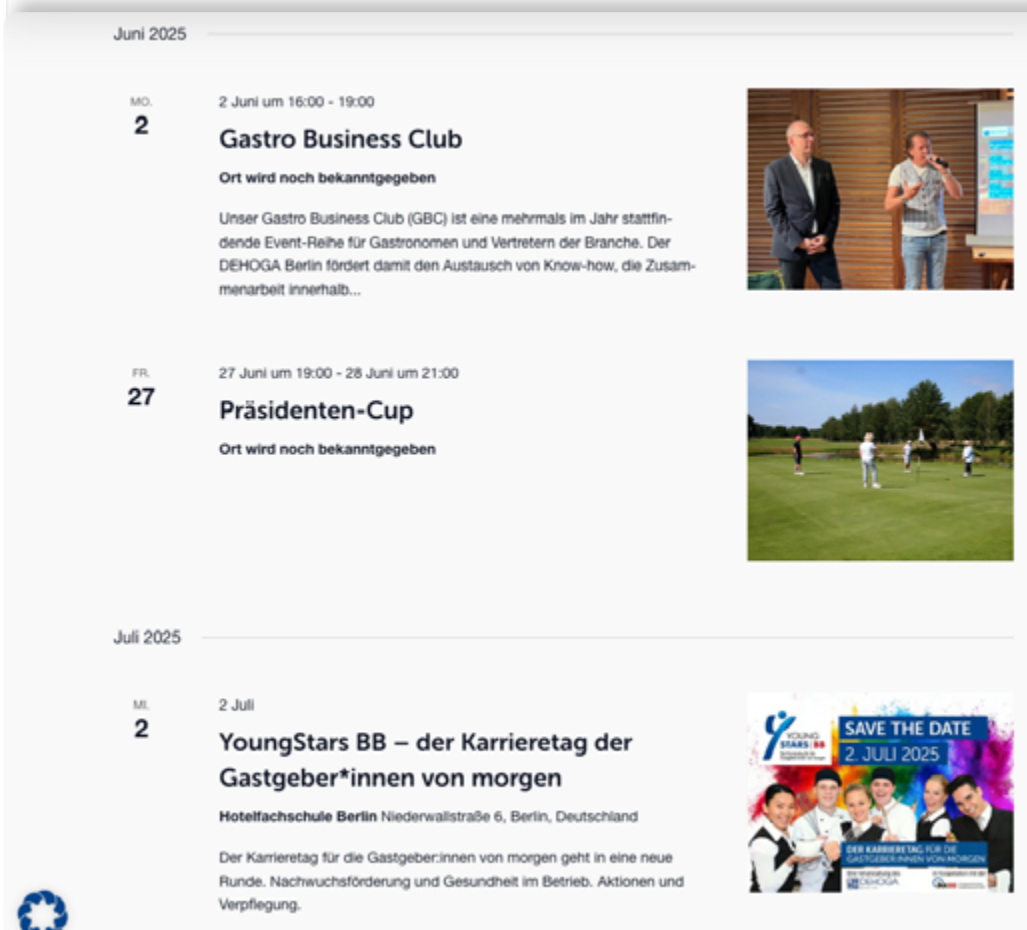 Juni 2025
MO.
2
2 Juni um 16:00 - 19:00
Gastro Business Club
Ort wird noch bekanntgegeben
Unser Gastro Business Club (GBC) ist eine mehrmals im Jahr stattfin-
dende Event-Reihe für Gastronomen und Vertretern der Branche. Der
DEHOGA Berlin fördert damit den Austausch von Know-how, die Zusam-
menarbeit innerhalb...
FR.
27
27 Juni um 19:00 - 28 Juni um 21:00
Präsidenten-Cup
Ort wird noch bekanntgegeben
Juli 2025
MI.
2
2 Juli
YoungStars BB – der Karrieretag der
Gastgeber*innen von morgen
Hotelfachschule Berlin Niederwallstraße 6, Berlin, Deutschland
Der Karrieretag für die Gastgeber:innen von morgen geht in eine neue
Runde. Nachwuchsförderung und Gesundheit im Betrieb. Aktionen und
Verpflegung.
YOUNG
STARS BB
SAVE THE DATE
2. JULI 2025
DER KARRIERETAG FÜR DIE
GASTGEBER:INNEN VON MORGEN
DEHOGA